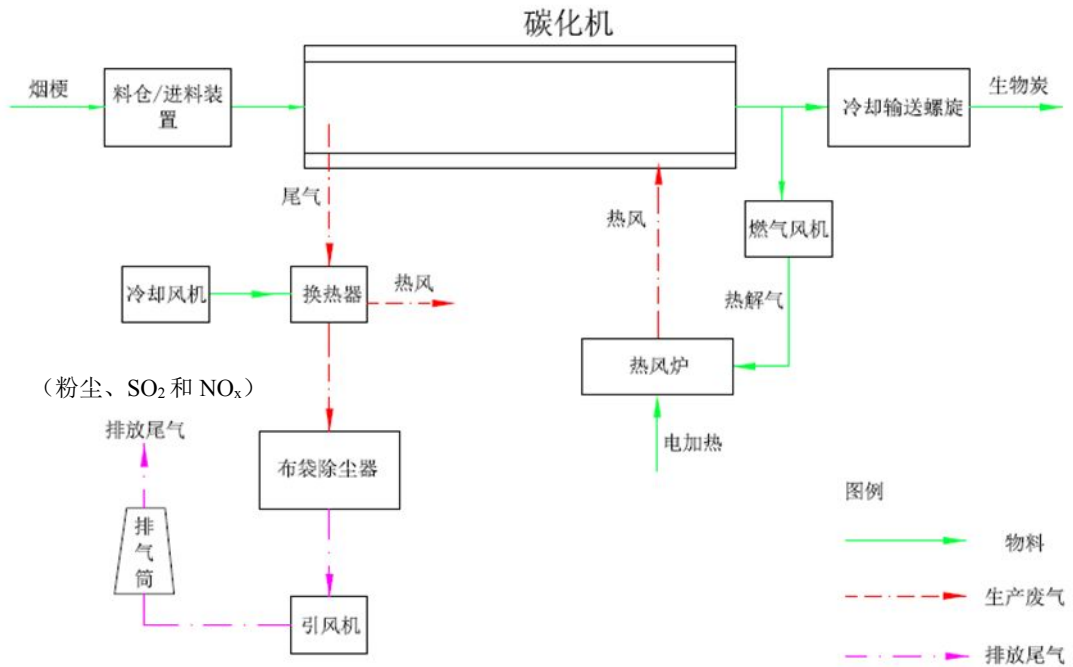 碳化机
烟梗
料仓/进料装
置
冷却输送螺旋
生物炭
尾气
热风
燃气风机
冷却风机
换热器
热风
热解气
热风炉
（粉尘、SO₂和 NOₓ）
排放尾气
布袋除尘器
电加热
图例
排
气
筒
物料
引风机
生产废气
排放尾气